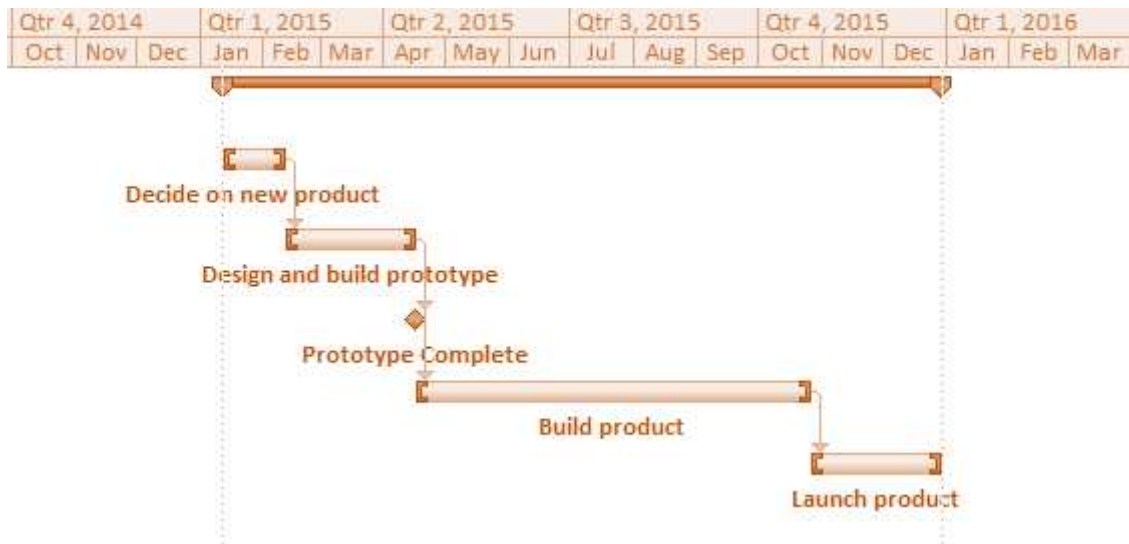 Qtr 4, 2014 Qtr 1, 2015 Qtr 2, 2015 Qtr 3, 2015 Qtr 4, 2015 Qtr 1, 2016
Oct Nov Dec Jan Feb Mar Apr May Jun Jul Aug Sep Oct Nov Dec Jan Feb Mar
Decide on new product
Design and build prototype
Prototype Complete
Build product
Launch product